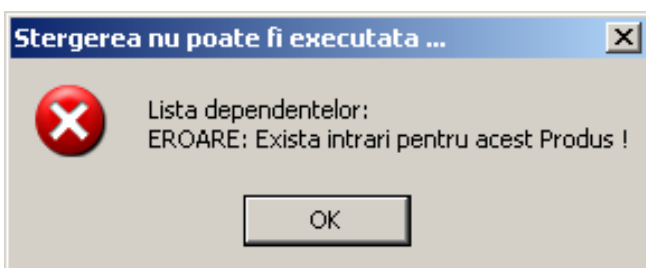 Stergerea nu poate fi executata ...
Lista dependentelor:
EROARE: Exista intrari pentru acest Produs !
OK